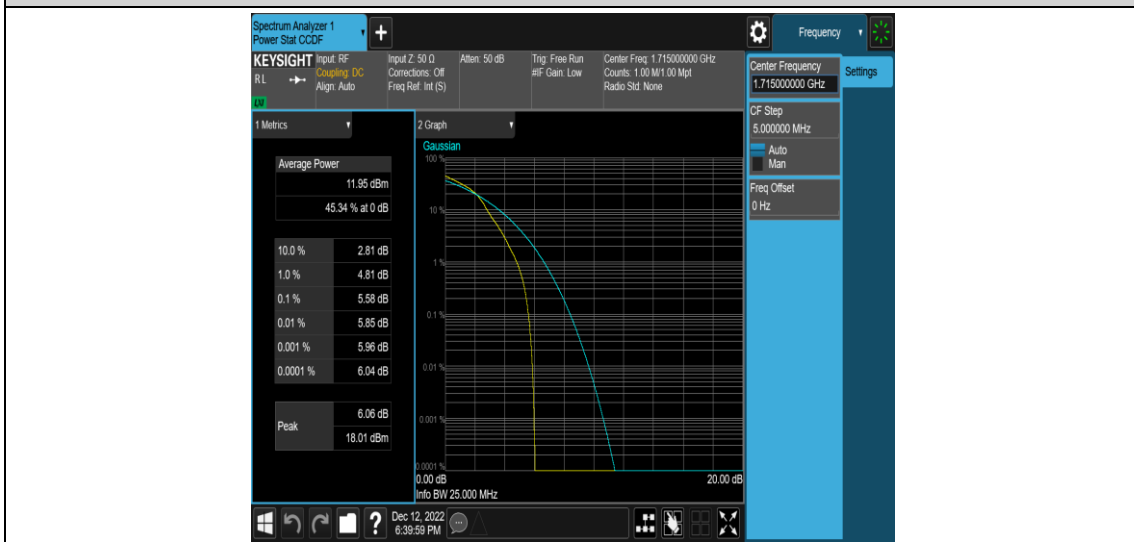 Spectrum Analyzer 1
Power Stat CCDF
Frequency
KEYSIGHT
RL
LXI
Input: RF
Coupling: DC
Align: Auto
Input Z: 50 Ω
Corrections: Off
Freq Ref: Int (S)
Atten: 50 dB
Trig: Free Run
#IF Gain: Low
Center Freq: 1.715000000 GHz
Counts: 1.00 M/1.00 Mpt
Radio Std: None
Center Frequency
1.715000000 GHz
Settings
CF Step
5.000000 MHz
Auto
Man
Freq Offset
0 Hz
1 Metrics
Average Power
11.95 dBm
45.34 % at 0 dB
10.0 % 2.81 dB
1.0 % 4.81 dB
0.1 % 5.58 dB
0.01 % 5.85 dB
0.001 % 5.96 dB
0.0001 % 6.04 dB
Peak
6.06 dB
18.01 dBm
2 Graph
Gaussian
100 %
10 %
1 %
0.1 %
0.01 %
0.001 %
0.0001 %
0.00 dB 20.00 dB
Info BW 25.000 MHz
?
Dec 12, 2022
6:39:59 PM